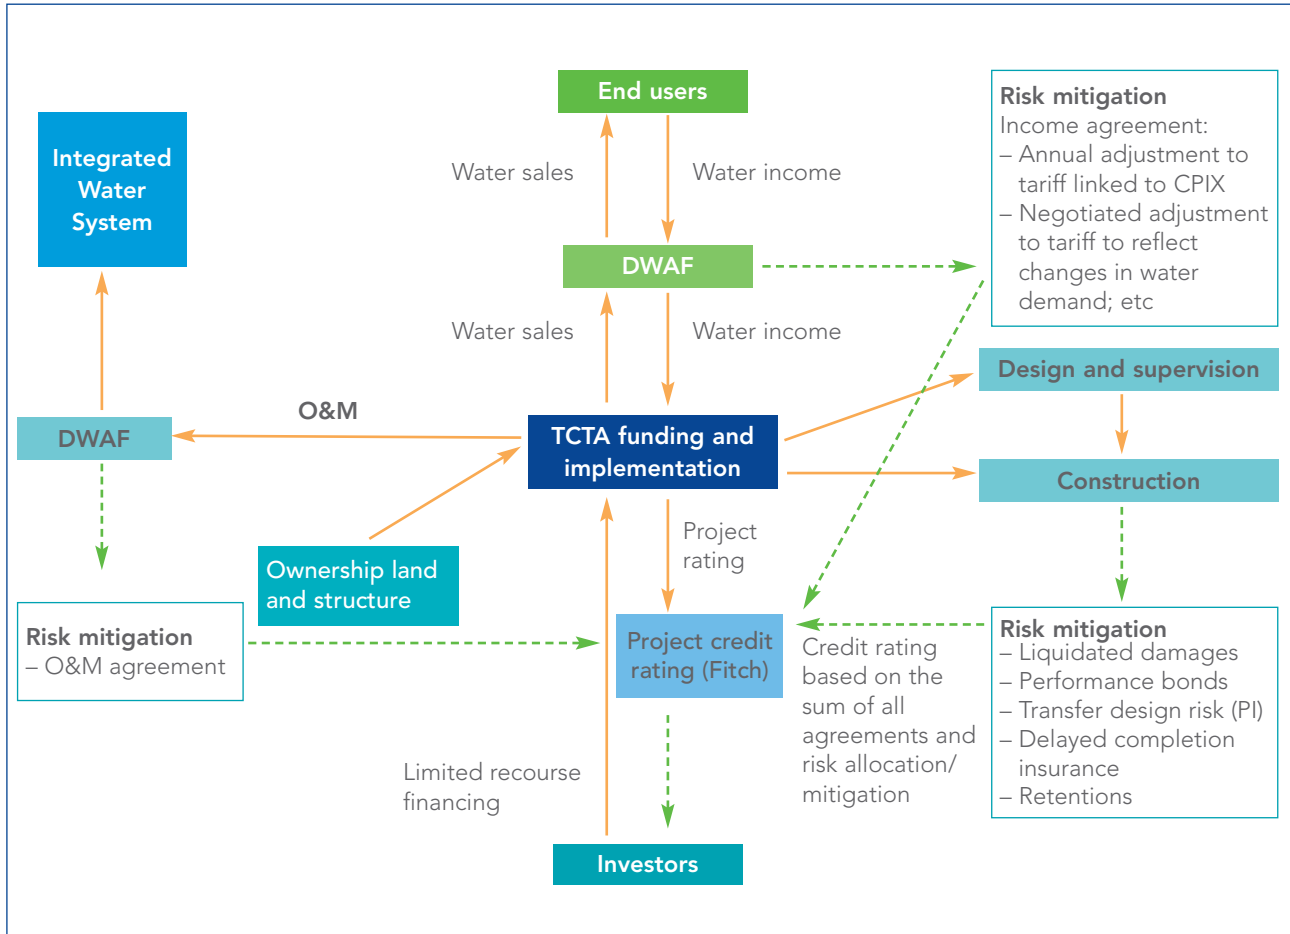 End users
Risk mitigation
Income agreement:
– Annual adjustment to
tariff linked to CPIX
– Negotiated adjustment
to tariff to reflect
changes in water
demand; etc
Integrated
Water
System
Water sales
Water income
DWAF
Water sales
Water income
Design and supervision
O&M
DWAF
TCTA funding and
implementation
Construction
Project
rating
Ownership land
and structure
Risk mitigation
– O&M agreement
Project credit
rating (Fitch)
Credit rating
based on the
sum of all
agreements and
risk allocation/
mitigation
Risk mitigation
– Liquidated damages
– Performance bonds
– Transfer design risk (PI)
– Delayed completion
insurance
– Retentions
Limited recourse
financing
Investors